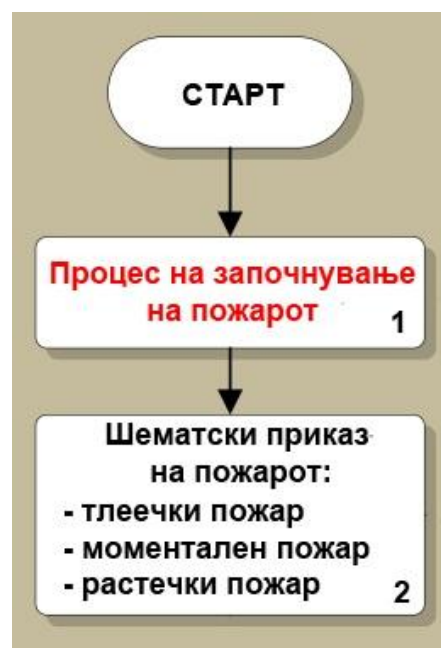 СТАРТ
Процес на започнување
на пожарот
1
Шематски приказ
на пожарот:
- тлеечки пожар
- моментален пожар
- растечки пожар
2